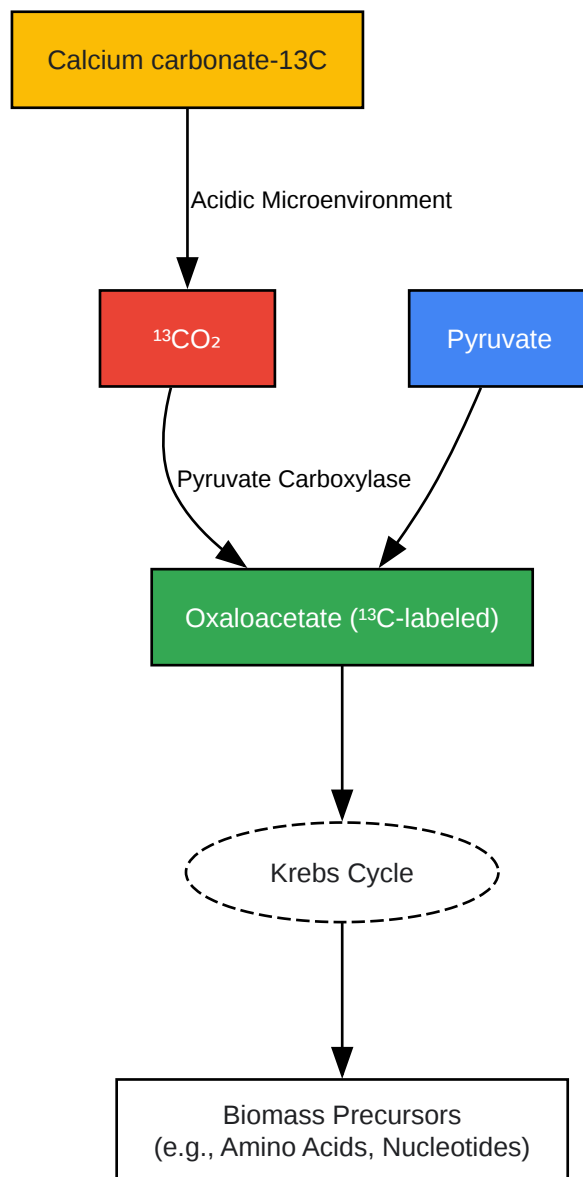 Calcium carbonate-13C
Acidic Microenvironment
¹³CO₂
Pyruvate
Pyruvate Carboxylase
Oxaloacetate (¹³C-labeled)
Krebs Cycle
Biomass Precursors
(e.g., Amino Acids, Nucleotides)